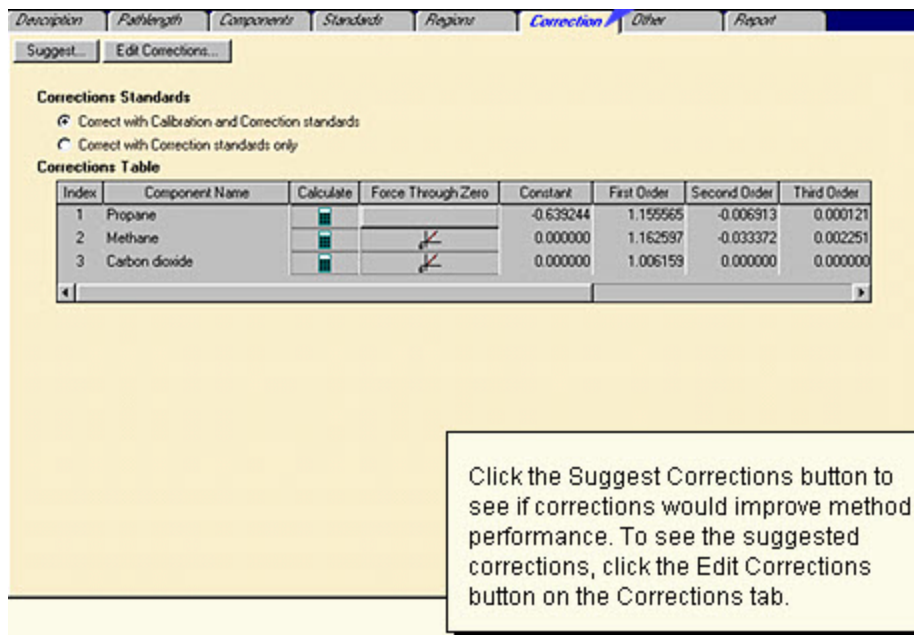 Description Pathlength Components Standards Regions Correction Other Report
Suggest... Edit Corrections...
Corrections Standards
Correct with Calibration and Correction standards
Correct with Correction standards only
Corrections Table
Index Component Name Calculate Force Through Zero Constant First Order Second Order Third Order
1 Propane -0.639244 1.155565 -0.006913 0.000121
2 Methane 0.000000 1.162597 -0.033372 0.002251
3 Carbon dioxide 0.000000 1.006159 0.000000 0.000000
Click the Suggest Corrections button to
see if corrections would improve method
performance. To see the suggested
corrections, click the Edit Corrections
button on the Corrections tab.